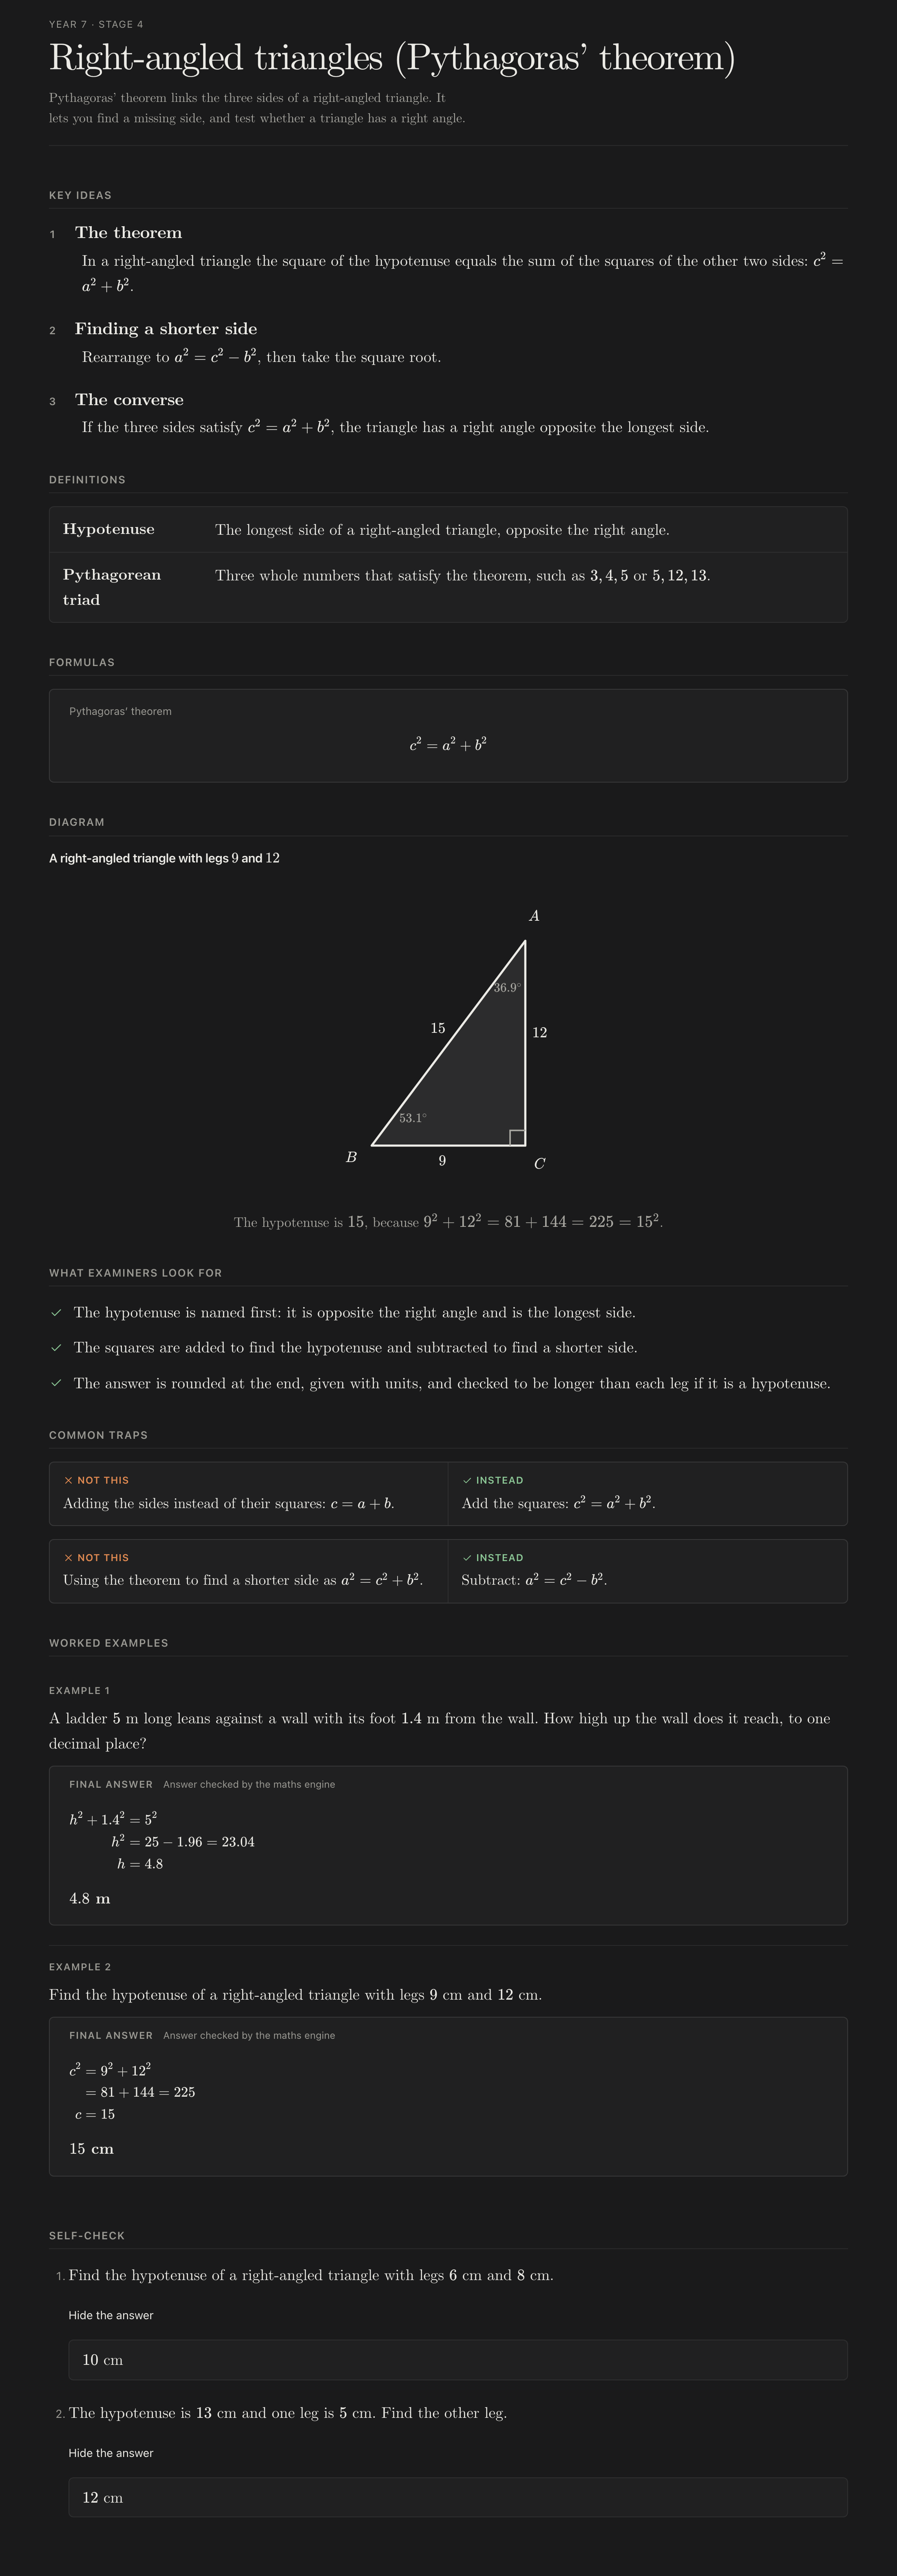 YEAR 7 · STAGE 4
Right-angled triangles (Pythagoras’ theorem)
Pythagoras’ theorem links the three sides of a right-angled triangle. It
lets you find a missing side, and test whether a triangle has a right angle.
KEY IDEAS
1 The theorem
In a right-angled triangle the square of the hypotenuse equals the sum of the squares of the other two sides: c² =
a² + b².
2 Finding a shorter side
Rearrange to a² = c² − b², then take the square root.
3 The converse
If the three sides satisfy c² = a² + b², the triangle has a right angle opposite the longest side.
DEFINITIONS
Hypotenuse The longest side of a right-angled triangle, opposite the right angle.
Pythagorean Three whole numbers that satisfy the theorem, such as 3, 4, 5 or 5, 12, 13.
triad
FORMULAS
Pythagoras’ theorem
c² = a² + b²
DIAGRAM
A right-angled triangle with legs 9 and 12
A
36.9°
15
12
53.1°
B
9
C
The hypotenuse is 15, because 9² + 12² = 81 + 144 = 225 = 15².
WHAT EXAMINERS LOOK FOR
✓ The hypotenuse is named first: it is opposite the right angle and is the longest side.
✓ The squares are added to find the hypotenuse and subtracted to find a shorter side.
✓ The answer is rounded at the end, given with units, and checked to be longer than each leg if it is a hypotenuse.
COMMON TRAPS
× NOT THIS
Adding the sides instead of their squares: c = a + b.
✓ INSTEAD
Add the squares: c² = a² + b².
× NOT THIS
Using the theorem to find a shorter side as a² = c² + b².
✓ INSTEAD
Subtract: a² = c² − b².
WORKED EXAMPLES
EXAMPLE 1
A ladder 5 m long leans against a wall with its foot 1.4 m from the wall. How high up the wall does it reach, to one
decimal place?
FINAL ANSWER Answer checked by the maths engine
h² + 1.4² = 5²
h² = 25 − 1.96 = 23.04
h = 4.8
4.8 m
EXAMPLE 2
Find the hypotenuse of a right-angled triangle with legs 9 cm and 12 cm.
FINAL ANSWER Answer checked by the maths engine
c² = 9² + 12²
= 81 + 144 = 225
c = 15
15 cm
SELF-CHECK
1. Find the hypotenuse of a right-angled triangle with legs 6 cm and 8 cm.
Hide the answer
10 cm
2. The hypotenuse is 13 cm and one leg is 5 cm. Find the other leg.
Hide the answer
12 cm